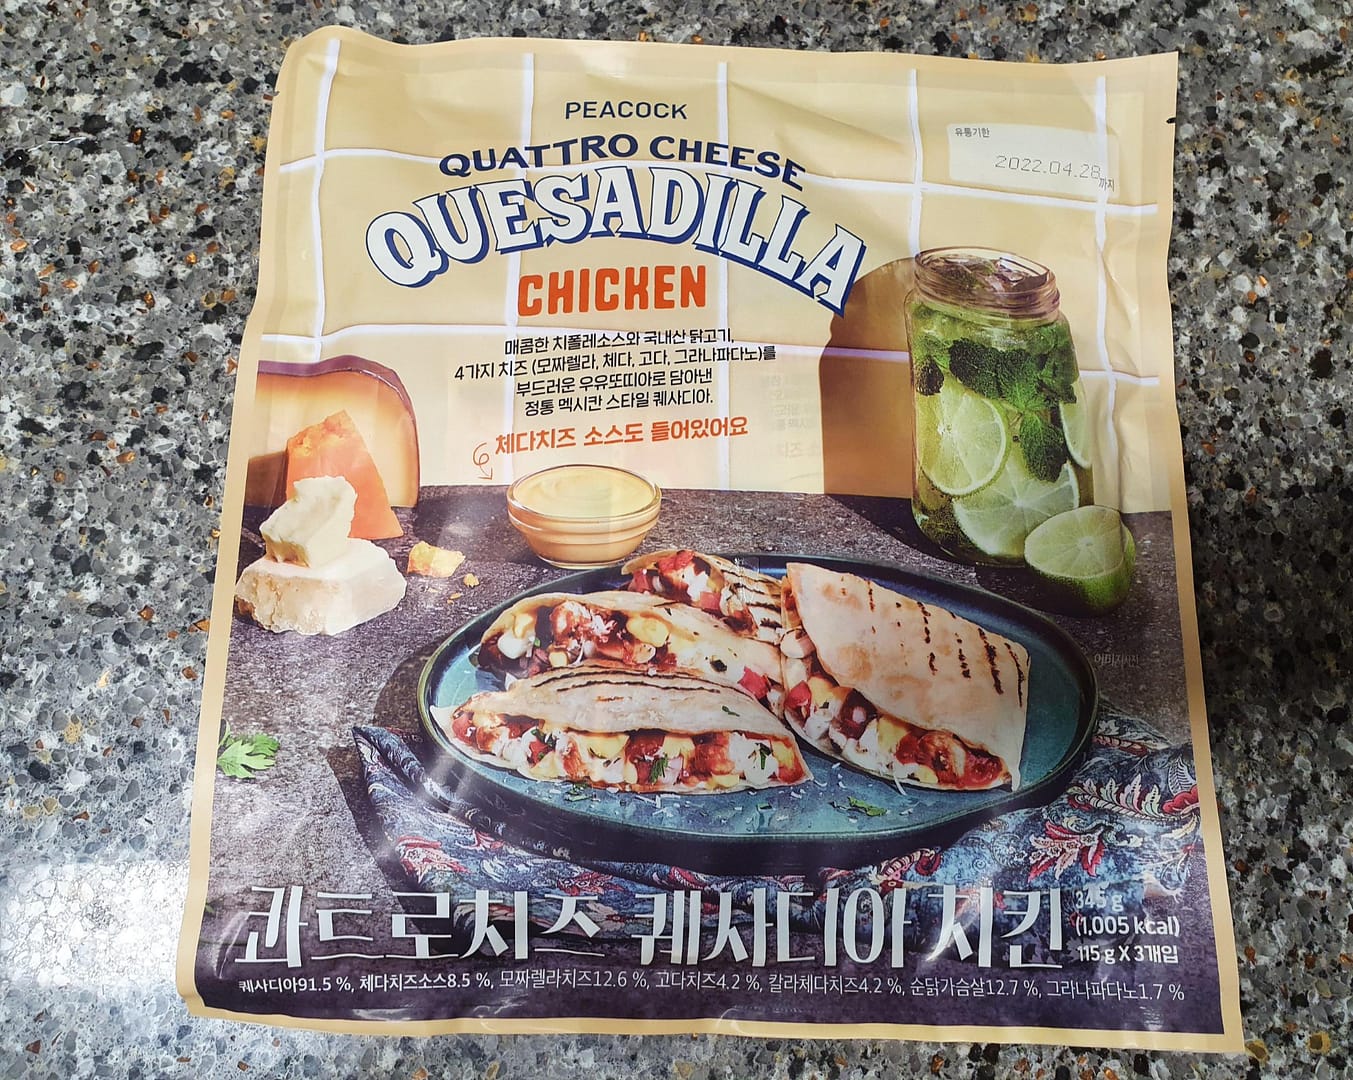 PEACOCK
QUATTRO CHEESE
QUESADILLA
CHICKEN
유통기한
2022.04.28까지
매콤한 치폴레소스와 국내산 닭고기,
4가지 치즈 (모짜렐라, 체다, 고다, 그라나파다노)를
부드러운 우유또띠아로 담아낸
정통 멕시칸 스타일 퀘사디아.
체다치즈 소스도 들어있어요
이미지사진
콰트로치즈 퀘사디아 치킨
345 g
(1,005 kcal)
115 g X 3개입
퀘사디아91.5 %, 체다치즈소스8.5 %, 모짜렐라치즈12.6 %, 고다치즈4.2 %, 칼라체다치즈4.2 %, 순닭가슴살12.7 %, 그라나파다노1.7 %